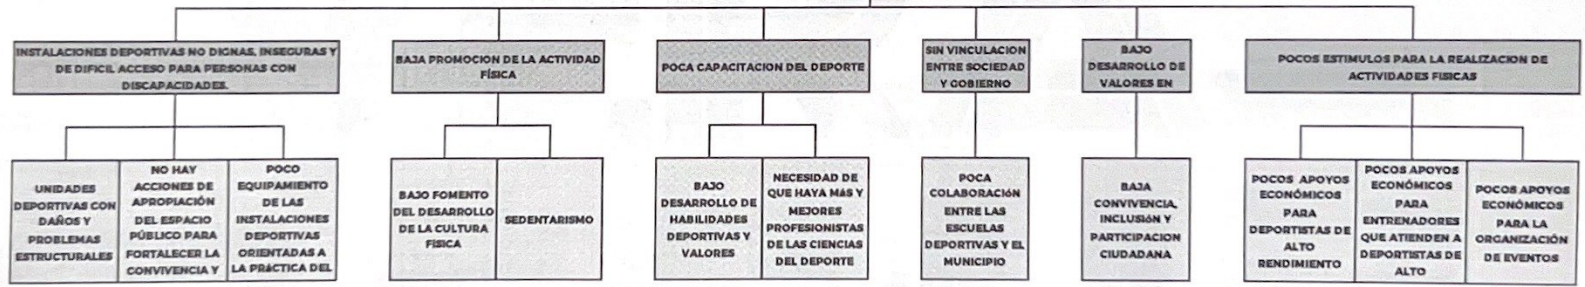 INSTALACIONES DEPORTIVAS NO DIGNAS, INSEGURAS Y
DE DIFICIL ACCESO PARA PERSONAS CON
DISCAPACIDADES.
BAJA PROMOCION DE LA ACTIVIDAD
FÍSICA
POCA CAPACITACION DEL DEPORTE
SIN VINCULACION
ENTRE SOCIEDAD
Y GOBIERNO
BAJO
DESARROLLO DE
VALORES EN
POCOS ESTIMULOS PARA LA REALIZACION DE
ACTIVIDADES FISICAS
UNIDADES
DEPORTIVAS CON
DAÑOS Y
PROBLEMAS
ESTRUCTURALES
NO HAY
ACCIONES DE
APROPIACIÓN
DEL ESPACIO
PÚBLICO PARA
FORTALECER LA
CONVIVENCIA Y
POCO
EQUIPAMIENTO
DE LAS
INSTALACIONES
DEPORTIVAS
ORIENTADAS A
LA PRÁCTICA DEL
BAJO FOMENTO
DEL DESARROLLO
DE LA CULTURA
FÍSICA
SEDENTARISMO
BAJO
DESARROLLO DE
HABILIDADES
DEPORTIVAS Y
VALORES
NECESIDAD DE
QUE HAYA MÁS Y
MEJORES
PROFESIONISTAS
DE LAS CIENCIAS
DEL DEPORTE
POCA
COLABORACIÓN
ENTRE LAS
ESCUELAS
DEPORTIVAS Y EL
MUNICIPIO
BAJA
CONVIVENCIA,
INCLUSIÓN Y
PARTICIPACION
CIUDADANA
POCOS APOYOS
ECONÓMICOS
PARA
DEPORTISTAS DE
ALTO
RENDIMIENTO
POCOS APOYOS
ECONÓMICOS
PARA
ENTRENADORES
QUE ATIENDEN A
DEPORTISTAS DE
ALTO
POCOS APOYOS
ECONÓMICOS
PARA LA
ORGANIZACIÓN
DE EVENTOS